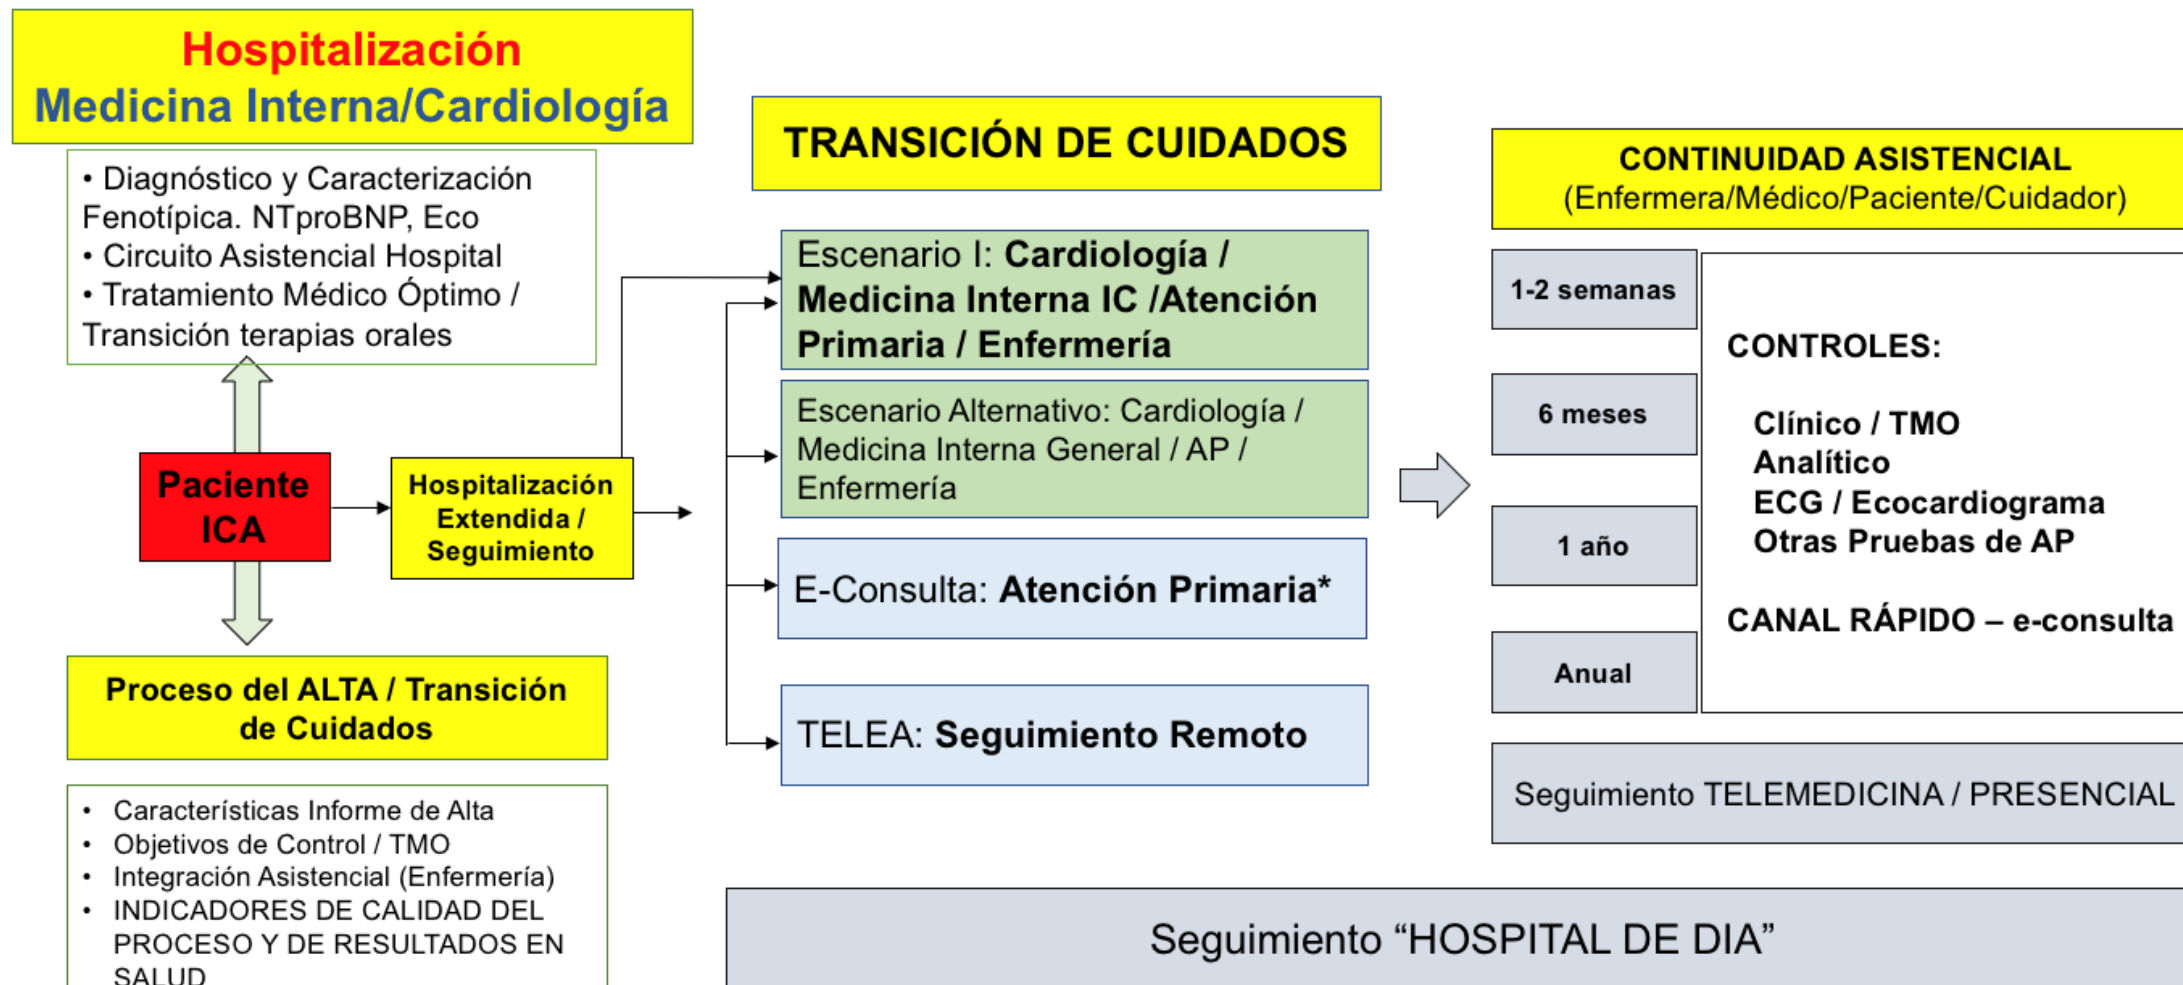 Hospitalización
Medicina Interna/Cardiología
• Diagnóstico y Caracterización
Fenotípica. NTproBNP, Eco
• Circuito Asistencial Hospital
• Tratamiento Médico Óptimo /
Transición terapias orales
Paciente
ICA
Hospitalización
Extendida /
Seguimiento
Proceso del ALTA / Transición
de Cuidados
• Características Informe de Alta
• Objetivos de Control / TMO
• Integración Asistencial (Enfermería)
• INDICADORES DE CALIDAD DEL
PROCESO Y DE RESULTADOS EN
SALUD
TRANSICIÓN DE CUIDADOS
Escenario I: Cardiología /
Medicina Interna IC /Atención
Primaria / Enfermería
Escenario Alternativo: Cardiología /
Medicina Interna General / AP /
Enfermería
E-Consulta: Atención Primaria*
TELEA: Seguimiento Remoto
CONTINUIDAD ASISTENCIAL
(Enfermera/Médico/Paciente/Cuidador)
1-2 semanas
6 meses
1 año
Anual
CONTROLES:
Clínico / TMO
Analítico
ECG / Ecocardiograma
Otras Pruebas de AP
CANAL RÁPIDO – e-consulta
Seguimiento TELEMEDICINA / PRESENCIAL
Seguimiento “HOSPITAL DE DIA”